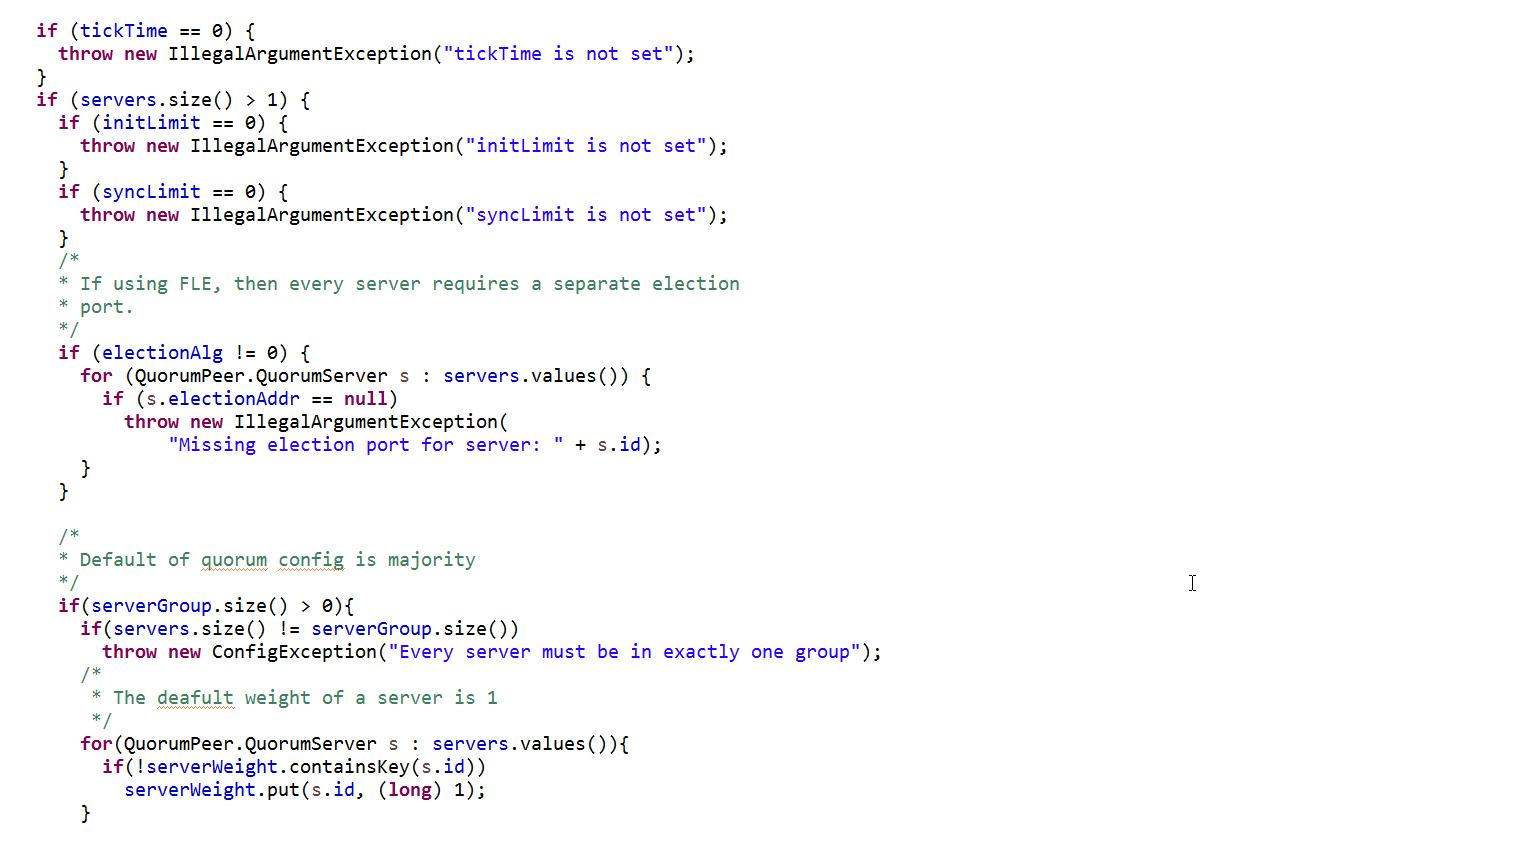 if (tickTime == 0) {
throw new IllegalArgumentException("tickTime is not set");
}
if (servers.size() > 1) {
if (initLimit == 0) {
throw new IllegalArgumentException("initLimit is not set");
}
if (syncLimit == 0) {
throw new IllegalArgumentException("syncLimit is not set");
}
/*
* If using FLE, then every server requires a separate election
* port.
*/
if (electionAlg != 0) {
for (QuorumPeer.QuorumServer s : servers.values()) {
if (s.electionAddr == null)
throw new IllegalArgumentException(
"Missing election port for server: " + s.id);
}
}
/*
* Default of quorum config is majority
*/
if(serverGroup.size() > 0){
if(servers.size() != serverGroup.size())
throw new ConfigException("Every server must be in exactly one group");
/*
* The deafult weight of a server is 1
*/
for(QuorumPeer.QuorumServer s : servers.values()){
if(!serverWeight.containsKey(s.id))
serverWeight.put(s.id, (long) 1);
}